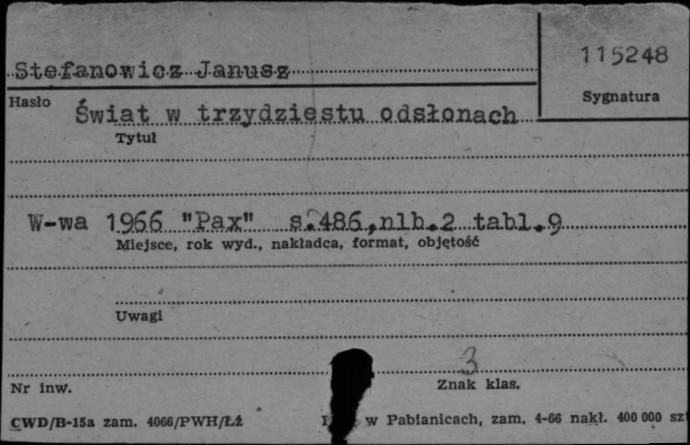 Stefanowicz Janusz
115248
Hasło
Sygnatura
Świat w trzydziestu odsłonach
Tytuł
W-wa 1966 "Pax" s.486,nlb.2 tabl.9
Miejsce, rok wyd., nakładca, format, objętość
Uwagi
3
Nr inw.
Znak klas.
CWD/B-15a zam. 4066/PWH/Łź
w Pabianicach, zam. 4-66 nakł. 400 000 szt